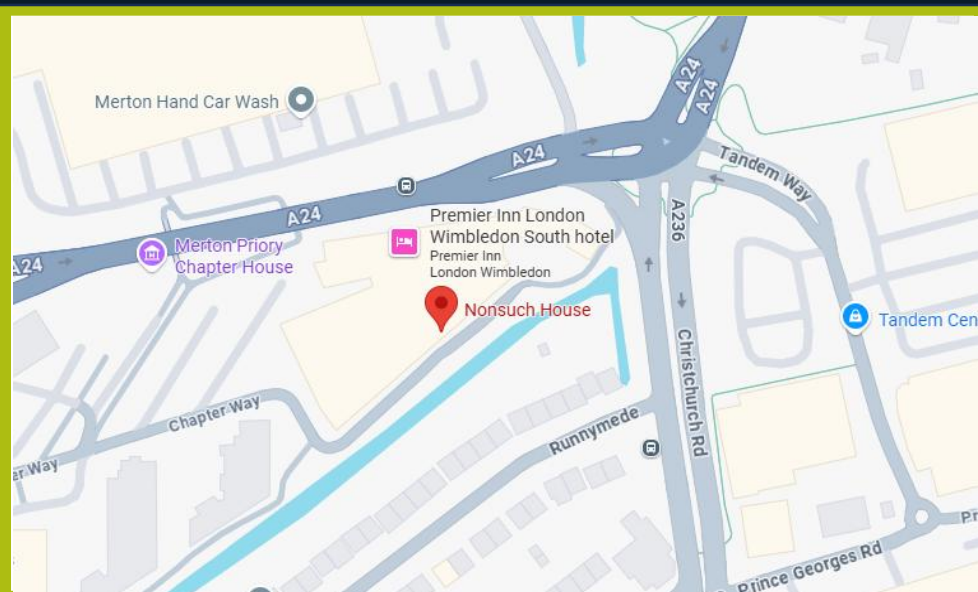 A24
A24
Merton Hand Car Wash
A24
Tandem Way
A24
Premier Inn London
Wimbledon South hotel
Premier Inn
London Wimbledon
A236
Merton Priory
Chapter House
Nonsuch House
Tandem Cen
Christchurch Rd
Chapter Way
Runnymede
er Way
Prince Georges Rd
Pr
.24